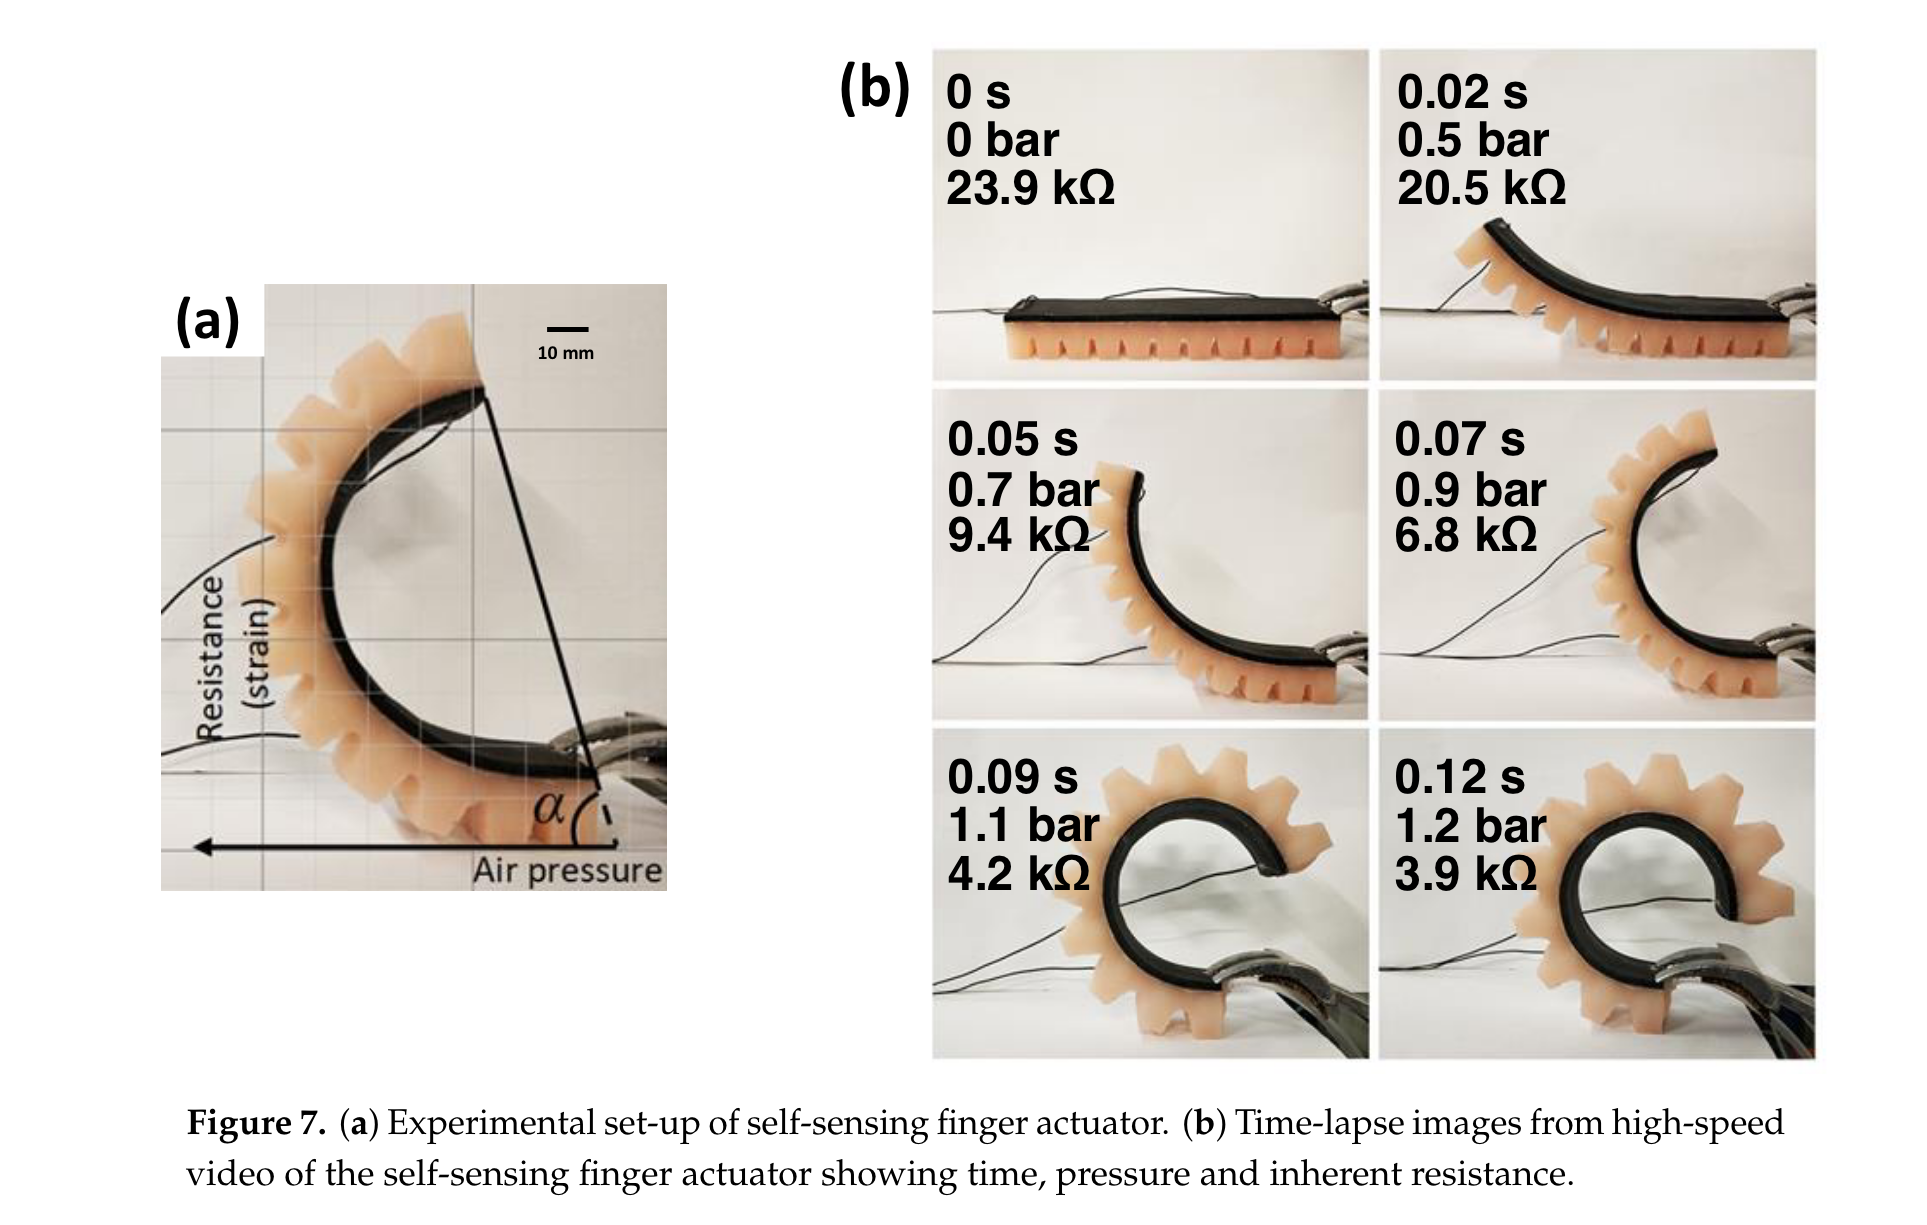 (a)
10 mm
Resistance
(strain)
α
Air pressure
(b)
0 s
0 bar
23.9 kΩ
0.02 s
0.5 bar
20.5 kΩ
0.05 s
0.7 bar
9.4 kΩ
0.07 s
0.9 bar
6.8 kΩ
0.09 s
1.1 bar
4.2 kΩ
0.12 s
1.2 bar
3.9 kΩ
Figure 7. (a) Experimental set-up of self-sensing finger actuator. (b) Time-lapse images from high-speed
video of the self-sensing finger actuator showing time, pressure and inherent resistance.